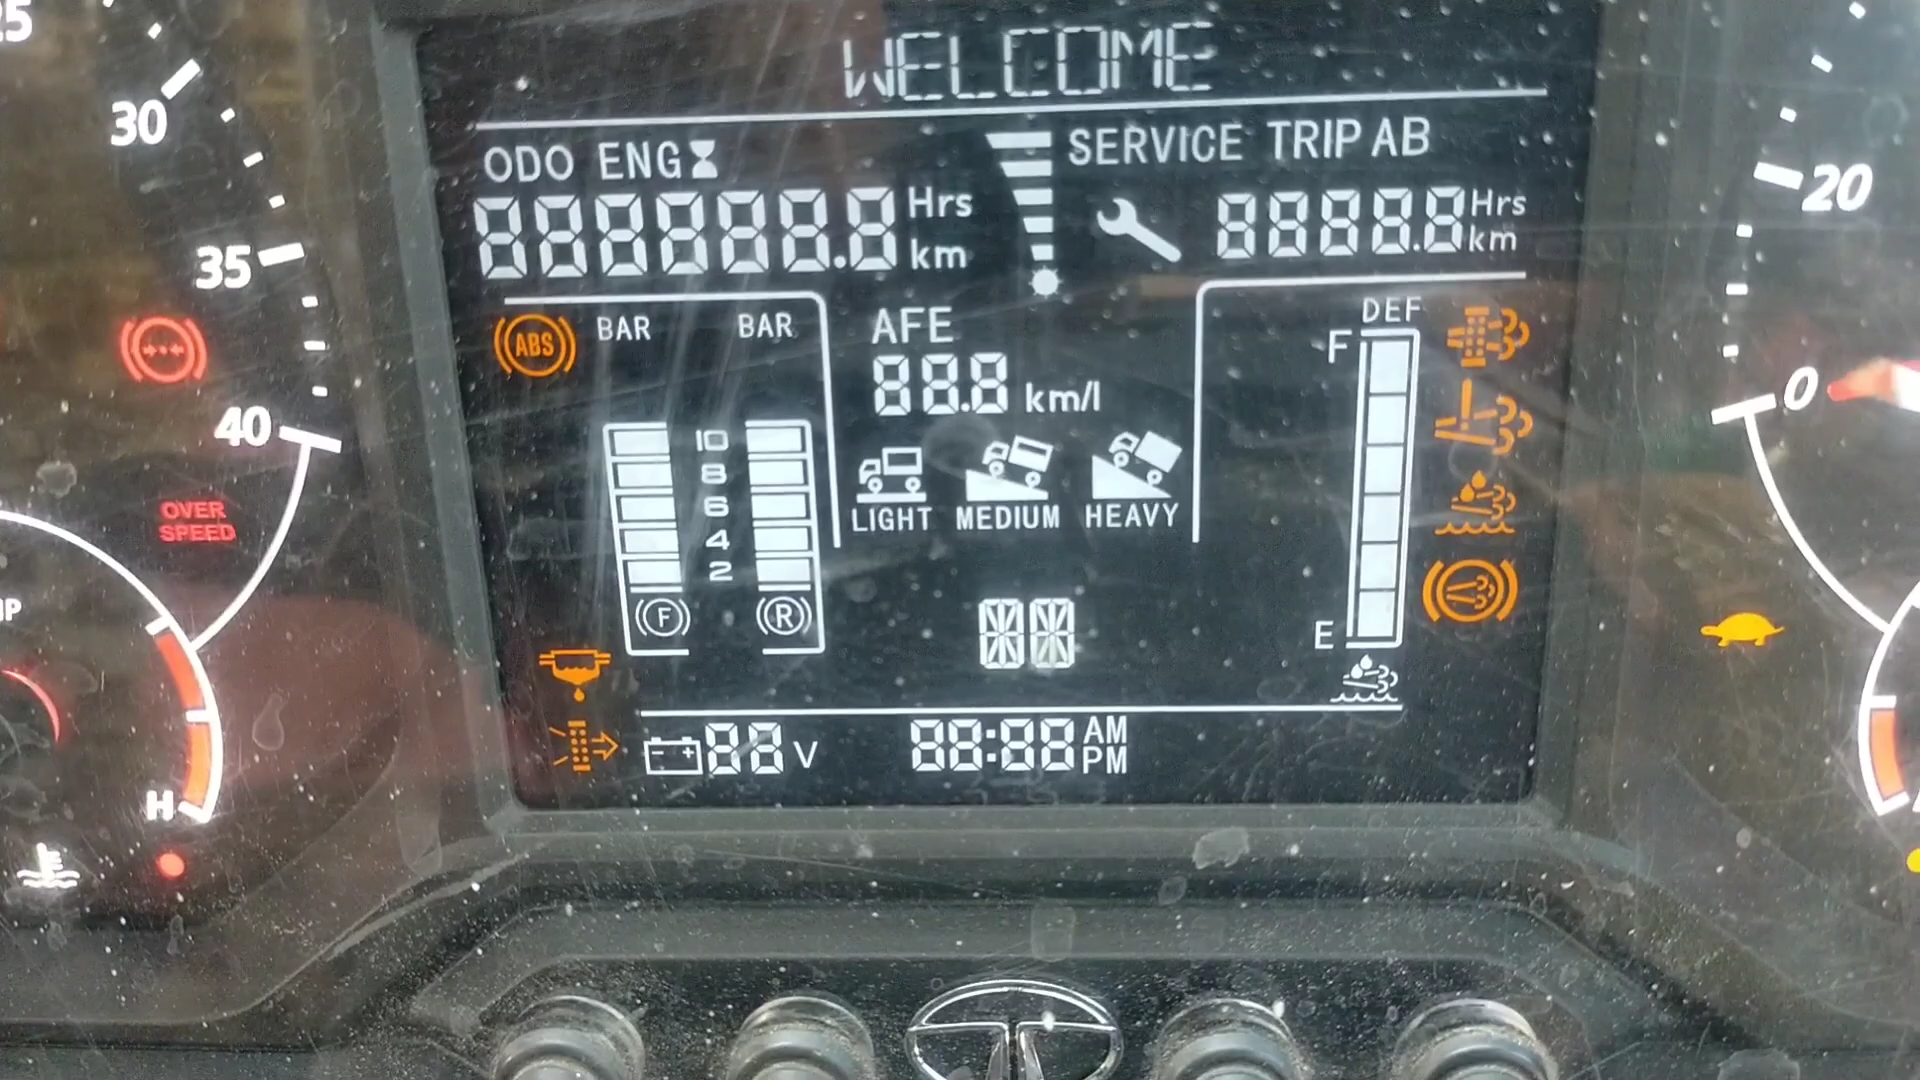 WELCOME
ODO ENG
SERVICE TRIP AB
888888.8 Hrs km
8888.8 Hrs km
25
30
35
40
OVER SPEED
H
ABS
BAR BAR
10
8
6
4
2
F R
AFE
88.8 km/l
LIGHT MEDIUM HEAVY
DEF
F
E
88 V
88:88 AM PM
20
0